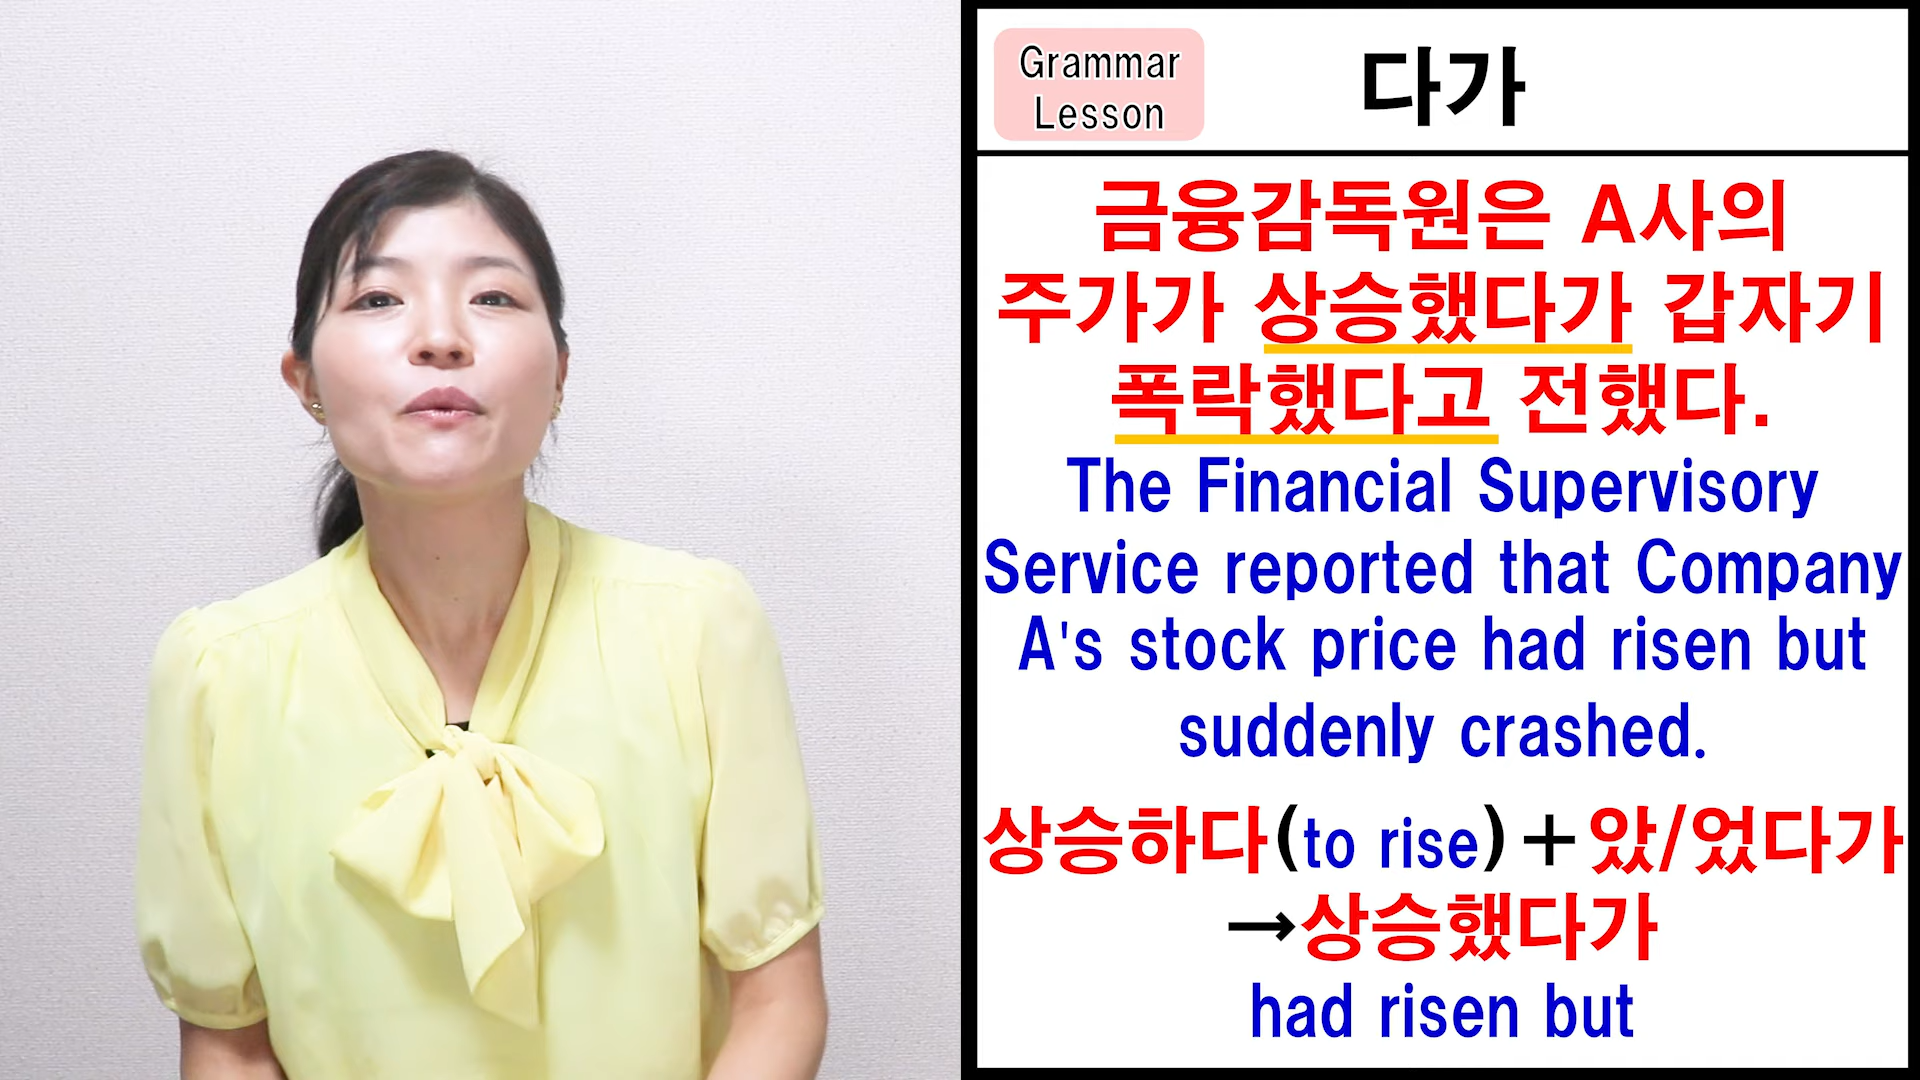 Grammar
Lesson
다가
금융감독원은 A사의
주가가 상승했다가 갑자기
폭락했다고 전했다.
The Financial Supervisory
Service reported that Company
A's stock price had risen but
suddenly crashed.
상승하다(to rise)+았/었다가
→상승했다가
had risen but